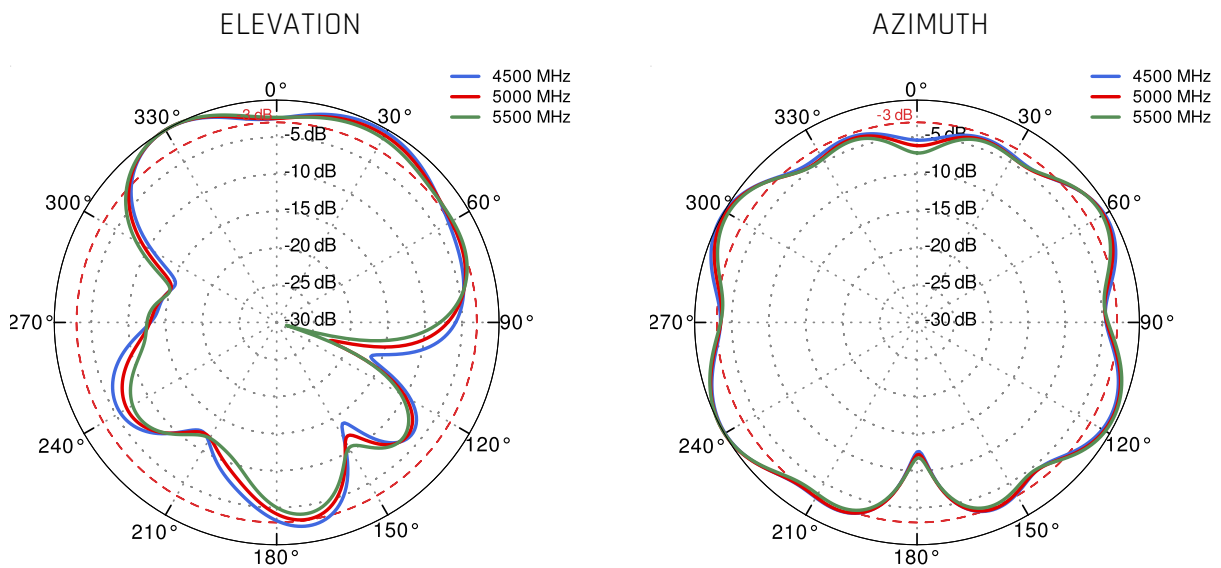 ELEVATION
4500 MHz
5000 MHz
5500 MHz
0°
330°
30°
-3 dB
-5 dB
-10 dB
300°
60°
-15 dB
-20 dB
-25 dB
270°
-30 dB
90°
240°
120°
210°
150°
180°
AZIMUTH
4500 MHz
5000 MHz
5500 MHz
0°
330°
30°
-3 dB
-5 dB
-10 dB
300°
60°
-15 dB
-20 dB
-25 dB
270°
-30 dB
90°
240°
120°
210°
150°
180°